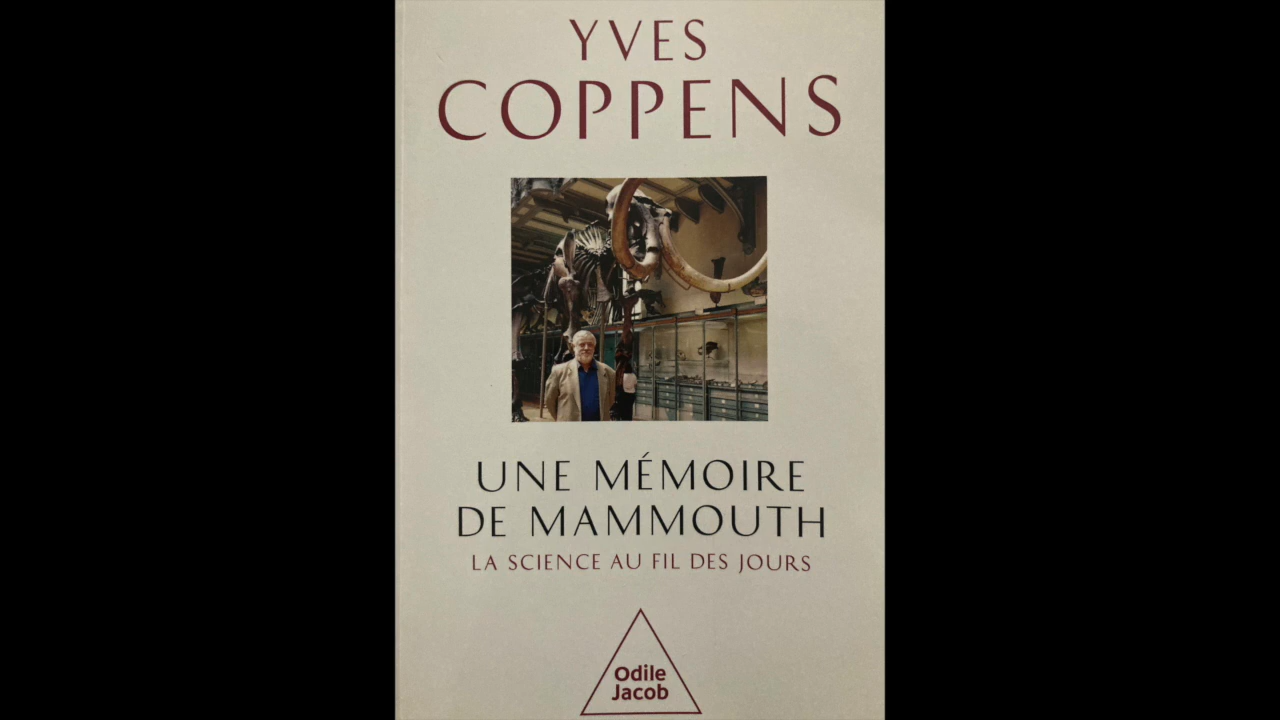 YVES
COPPENS
UNE MÉMOIRE
DE MAMMOUTH
LA SCIENCE AU FIL DES JOURS
Odile
Jacob